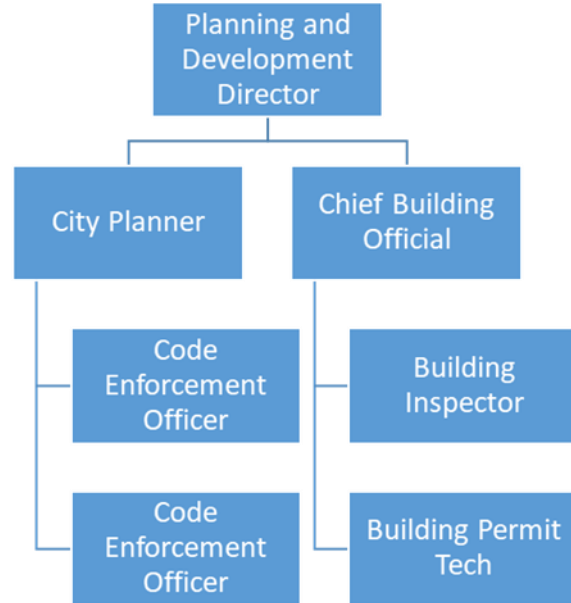 Planning and
Development
Director
City Planner
Chief Building
Official
Code
Enforcement
Officer
Building
Inspector
Code
Enforcement
Officer
Building Permit
Tech